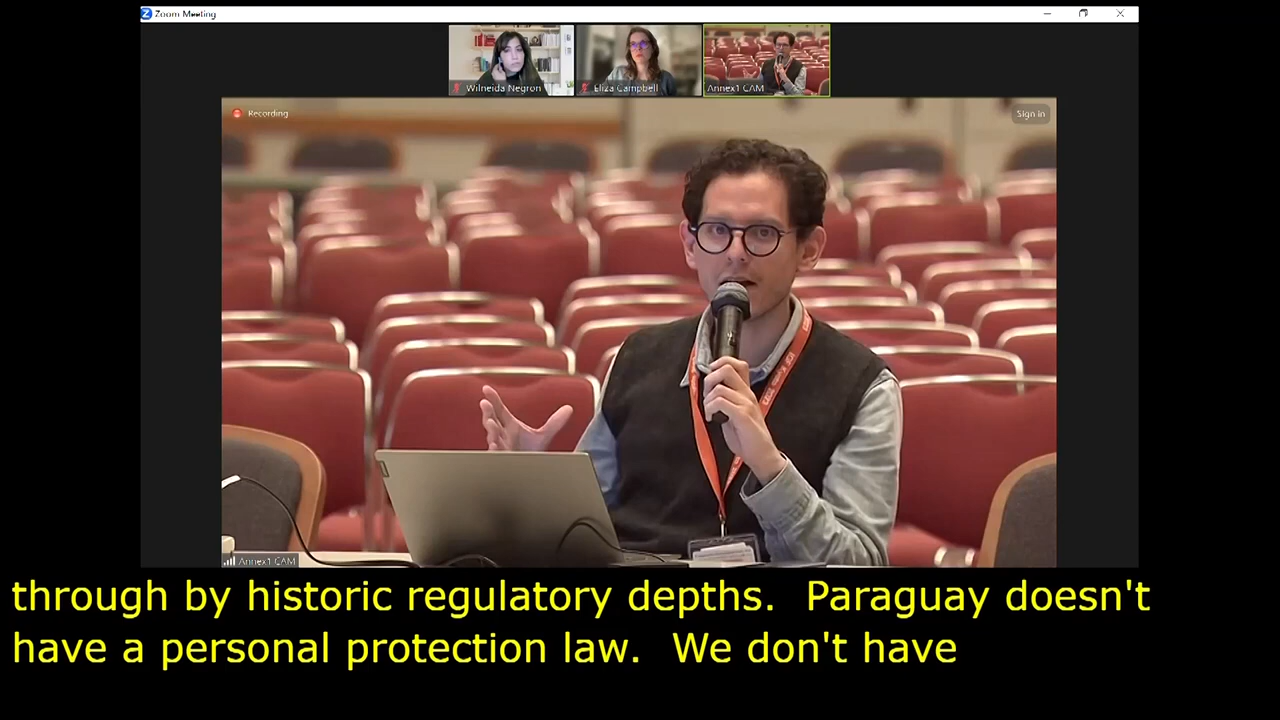 Zoom Meeting
Wilneida Negron
Eliza Campbell
Annex1 CAM
Recording
Sign in
Annex1 CAM
through by historic regulatory depths.  Paraguay doesn't
have a personal protection law.  We don't have